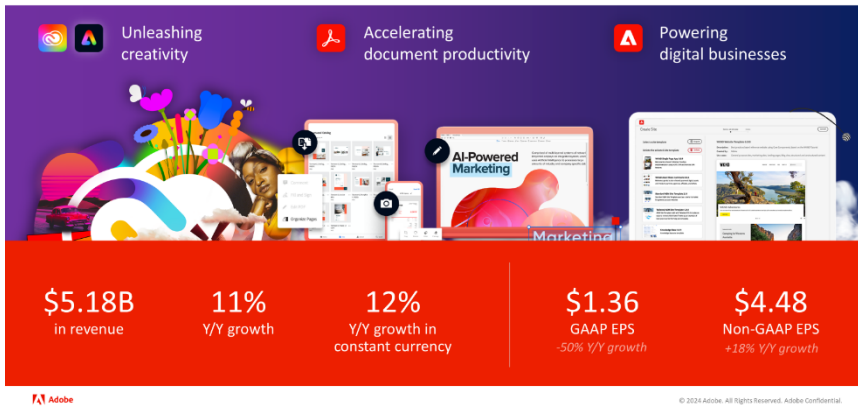 Unleashing
creativity
Accelerating
document productivity
Powering
digital businesses
AI-Powered
Marketing
Organize Pages
Marketing
$5.18B
in revenue
11%
Y/Y growth
12%
Y/Y growth in
constant currency
$1.36
GAAP EPS
-50% Y/Y growth
$4.48
Non-GAAP EPS
+18% Y/Y growth
Adobe
© 2024 Adobe. All Rights Reserved. Adobe Confidential.